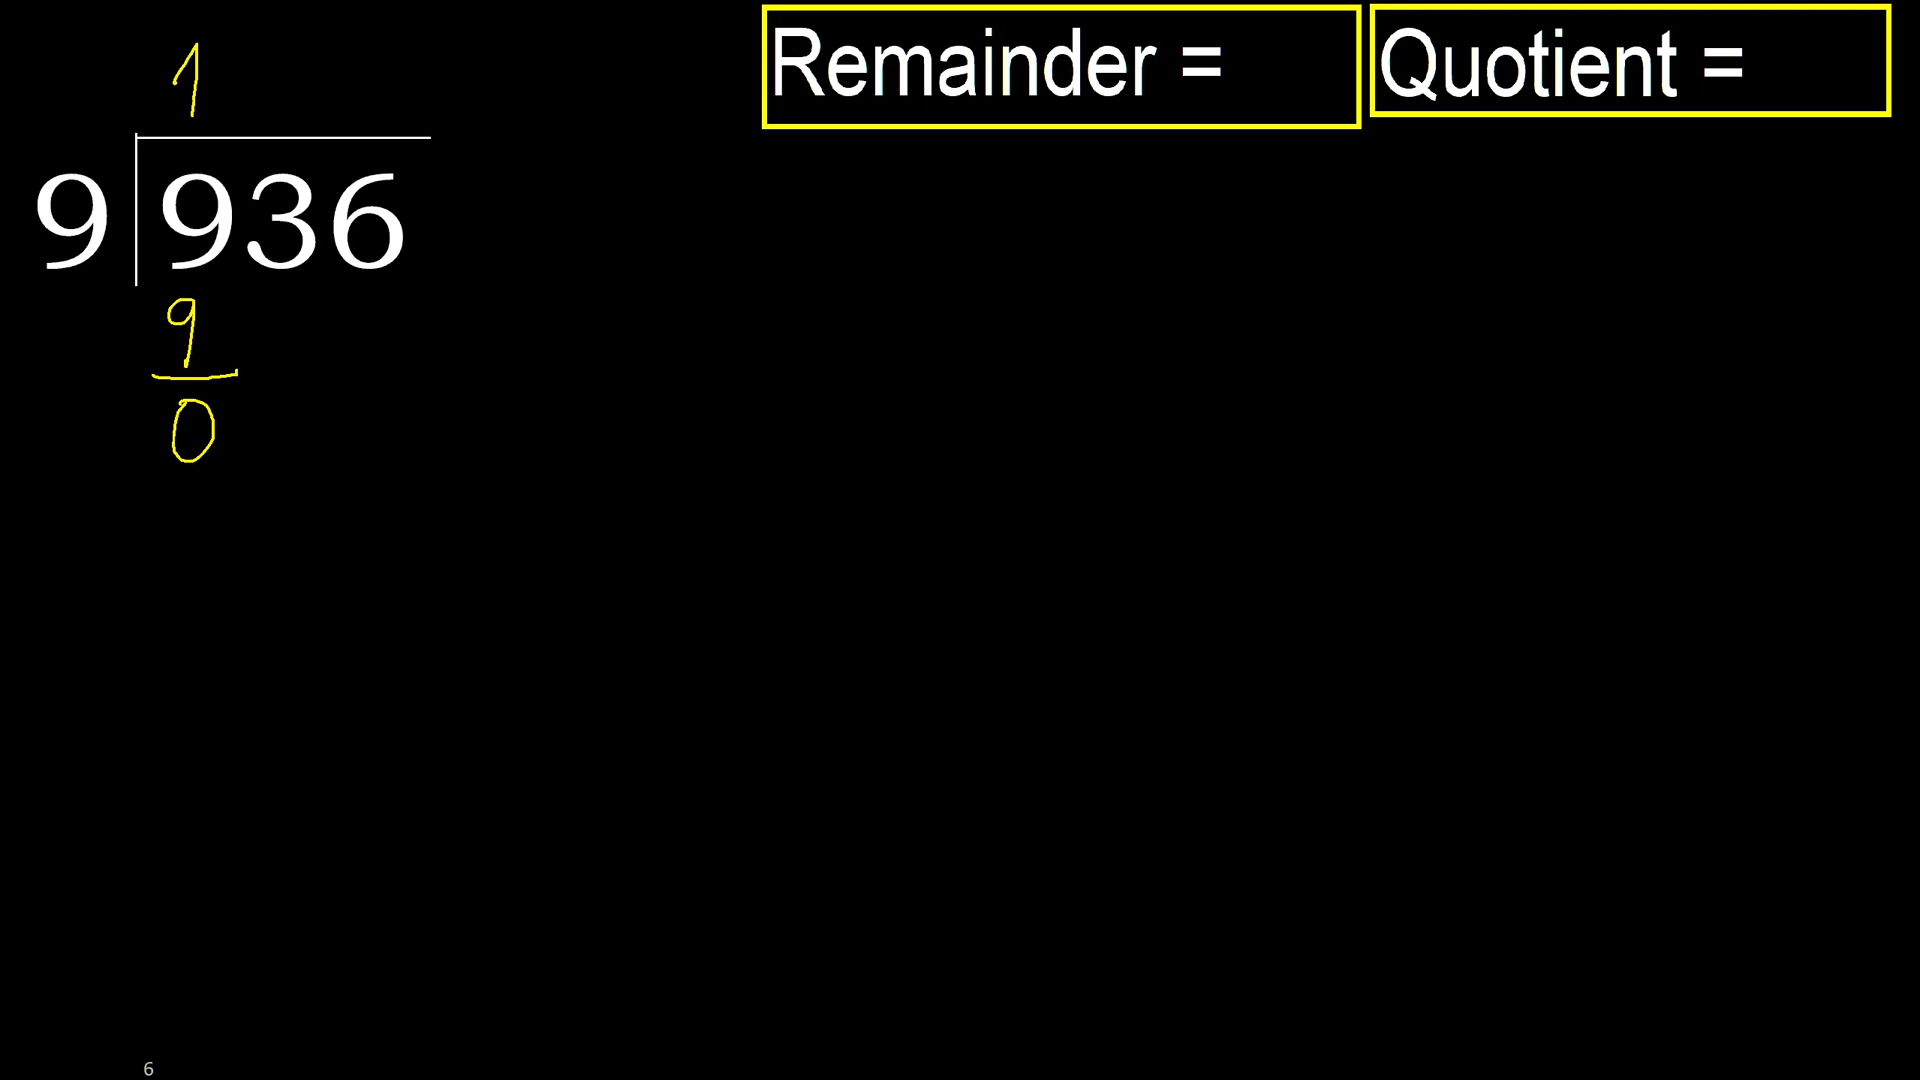 1
9 936
9
0
Remainder =
Quotient =
6